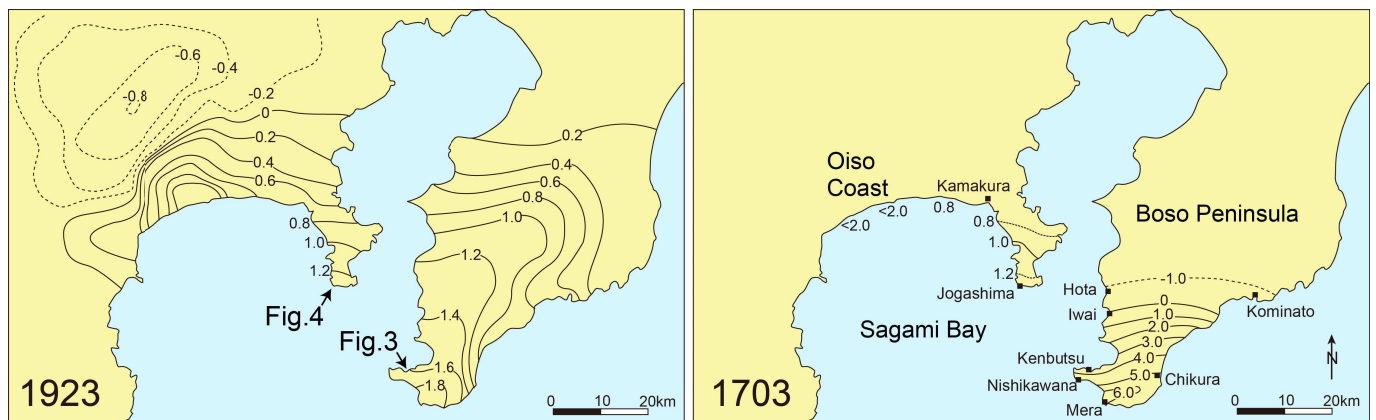 -0.6
-0.4
-0.8
-0.2
0
0.2
0.4
0.6
0.8
1.0
1.2
Fig.4
Fig.3
0.2
0.4
0.6
0.8
1.0
1.2
1.4
1.6
1.8
1923
0 10 20km
Oiso
Coast
Kamakura
<2.0
<2.0
0.8
0.8
1.0
1.2
Jogashima
Sagami Bay
Boso Peninsula
-1.0
Hota
0
Kominato
Iwai
1.0
2.0
3.0
Kenbutsu
4.0
5.0
Chikura
Nishikawana
6.0
Mera
N
1703
0 10 20km